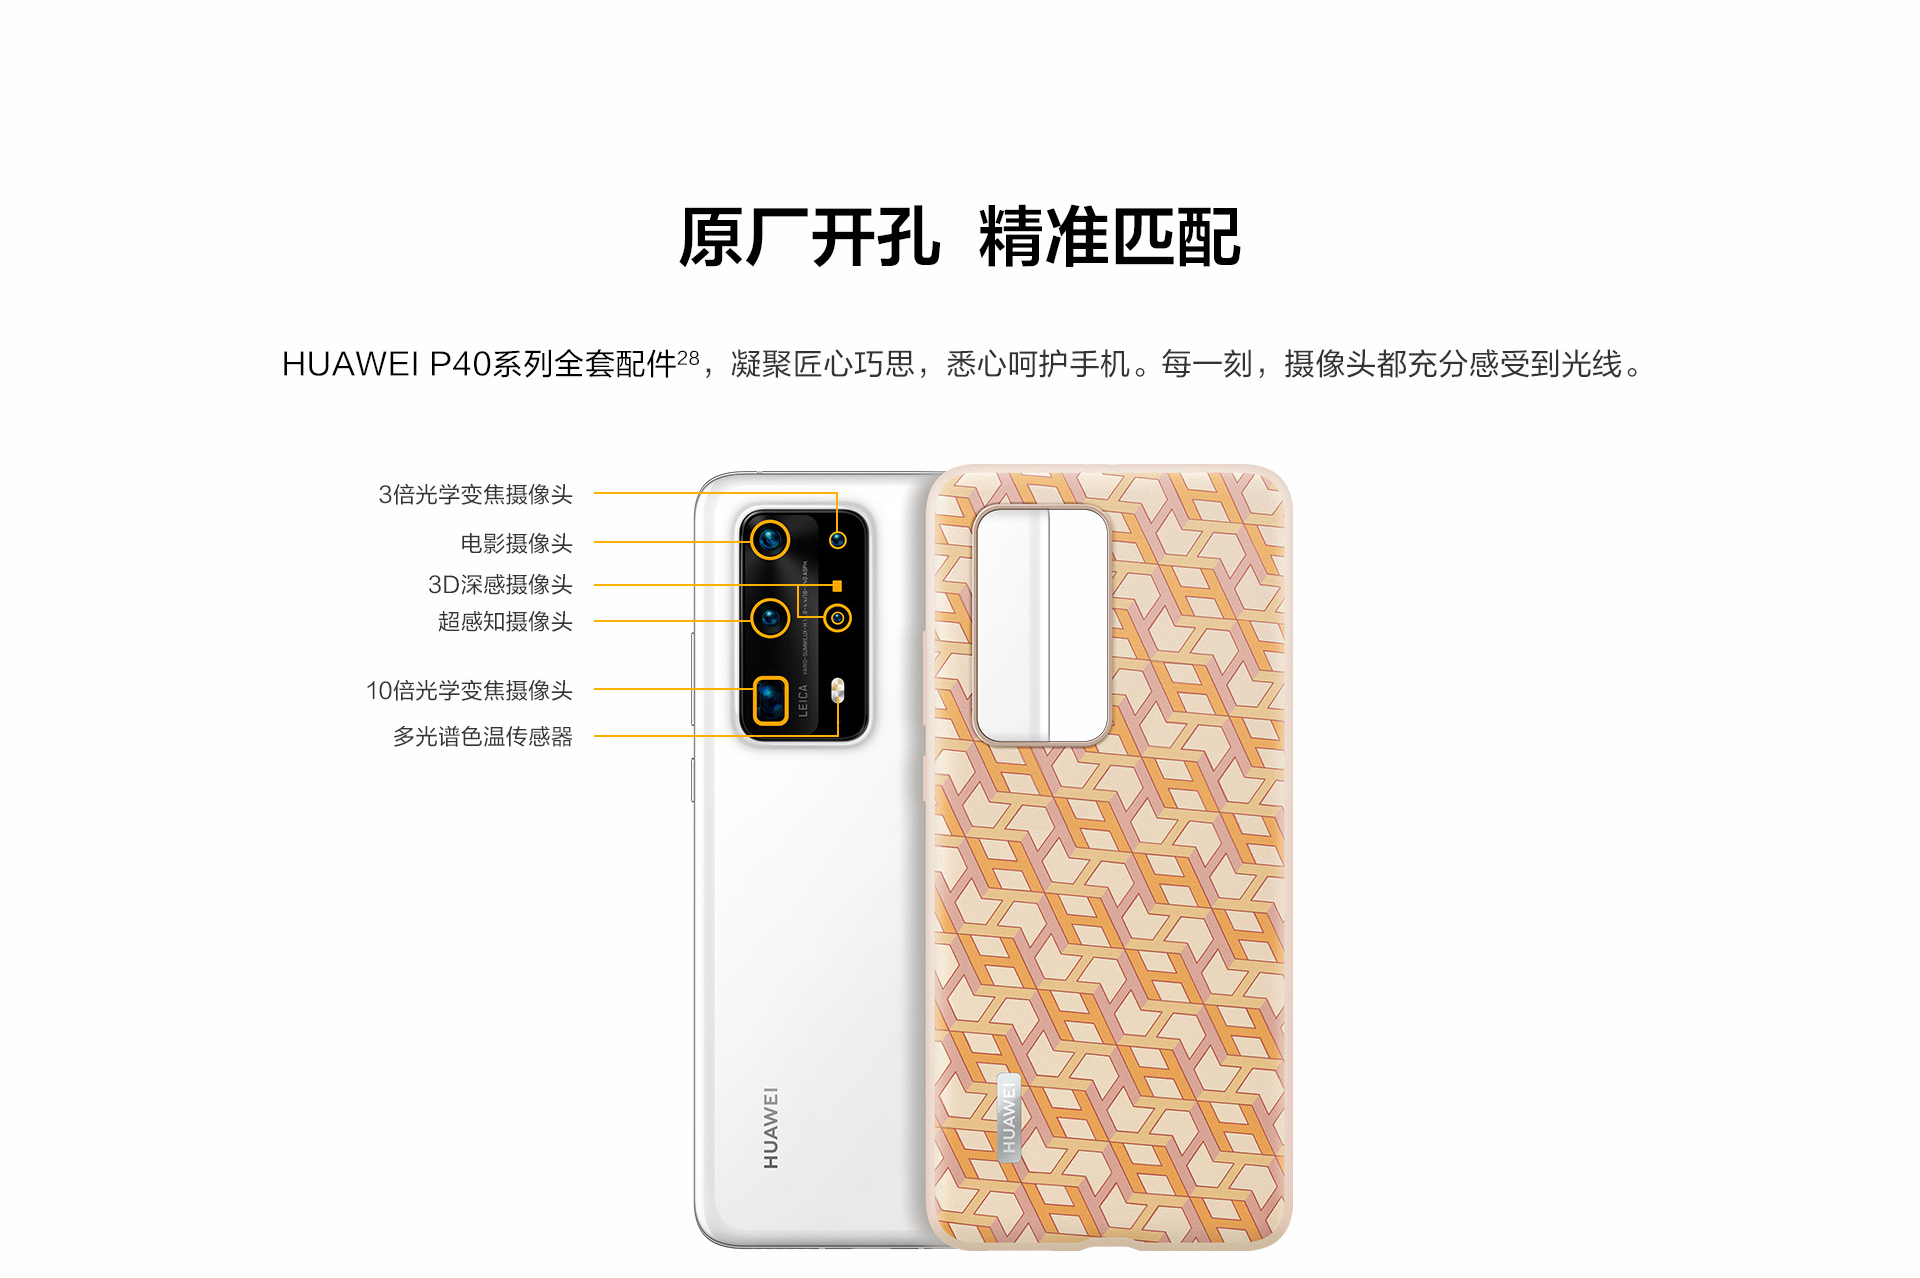 原厂开孔 精准匹配
HUAWEI P40系列全套配件28，凝聚匠心巧思，悉心呵护手机。每一刻，摄像头都充分感受到光线。
3倍光学变焦摄像头
电影摄像头
3D深感摄像头
超感知摄像头
10倍光学变焦摄像头
多光谱色温传感器
LEICA
HUAWEI
HUAWEI